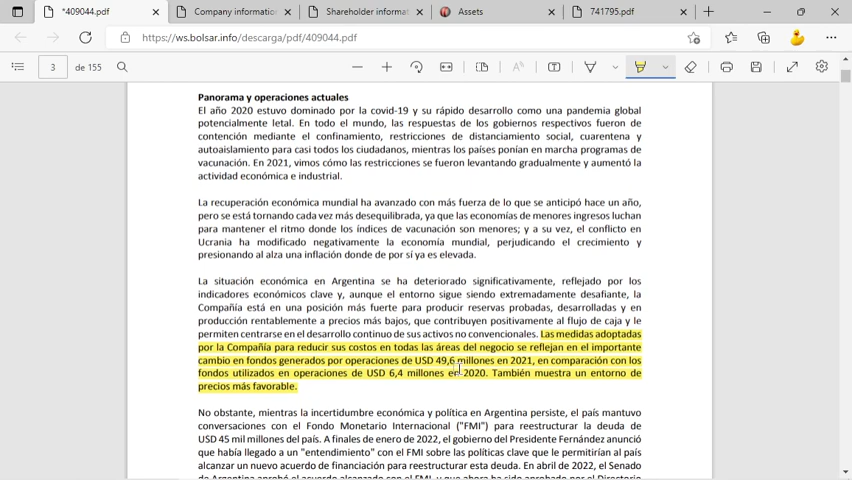 *409044.pdf
Company information
Shareholder informat
Assets
741795.pdf
https://ws.bolsar.info/descarga/pdf/409044.pdf
3
de 155
Panorama y operaciones actuales
El año 2020 estuvo dominado por la covid-19 y su rápido desarrollo como una pandemia global
potencialmente letal. En todo el mundo, las respuestas de los gobiernos respectivos fueron de
contención mediante el confinamiento, restricciones de distanciamiento social, cuarentena y
autoaislamiento para casi todos los ciudadanos, mientras los países ponían en marcha programas de
vacunación. En 2021, vimos cómo las restricciones se fueron levantando gradualmente y aumentó la
actividad económica e industrial.
La recuperación económica mundial ha avanzado con más fuerza de lo que se anticipó hace un año,
pero se está tornando cada vez más desequilibrada, ya que las economías de menores ingresos luchan
para mantener el ritmo donde los índices de vacunación son menores; y a su vez, el conflicto en
Ucrania ha modificado negativamente la economía mundial, perjudicando el crecimiento y
presionando al alza una inflación donde de por sí ya es elevada.
La situación económica en Argentina se ha deteriorado significativamente, reflejado por los
indicadores económicos clave y, aunque el entorno sigue siendo extremadamente desafiante, la
Compañía está en una posición más fuerte para producir reservas probadas, desarrolladas y en
producción rentablemente a precios más bajos, que contribuyen positivamente al flujo de caja y le
permiten centrarse en el desarrollo continuo de sus activos no convencionales. Las medidas adoptadas
por la Compañía para reducir sus costos en todas las áreas del negocio se reflejan en el importante
cambio en fondos generados por operaciones de USD 49,6 millones en 2021, en comparación con los
fondos utilizados en operaciones de USD 6,4 millones en 2020. También muestra un entorno de
precios más favorable.
No obstante, mientras la incertidumbre económica y política en Argentina persiste, el país mantuvo
conversaciones con el Fondo Monetario Internacional ("FMI") para reestructurar la deuda de
USD 45 mil millones del país. A finales de enero de 2022, el gobierno del Presidente Fernández anunció
que había llegado a un "entendimiento" con el FMI sobre las políticas clave que le permitirían al país
alcanzar un nuevo acuerdo de financiación para reestructurar esta deuda. En abril de 2022, el Senado
de Argentina aprobó el acuerdo alcanzado con el FMI, y que ahora ha sido aprobado por el Directorio